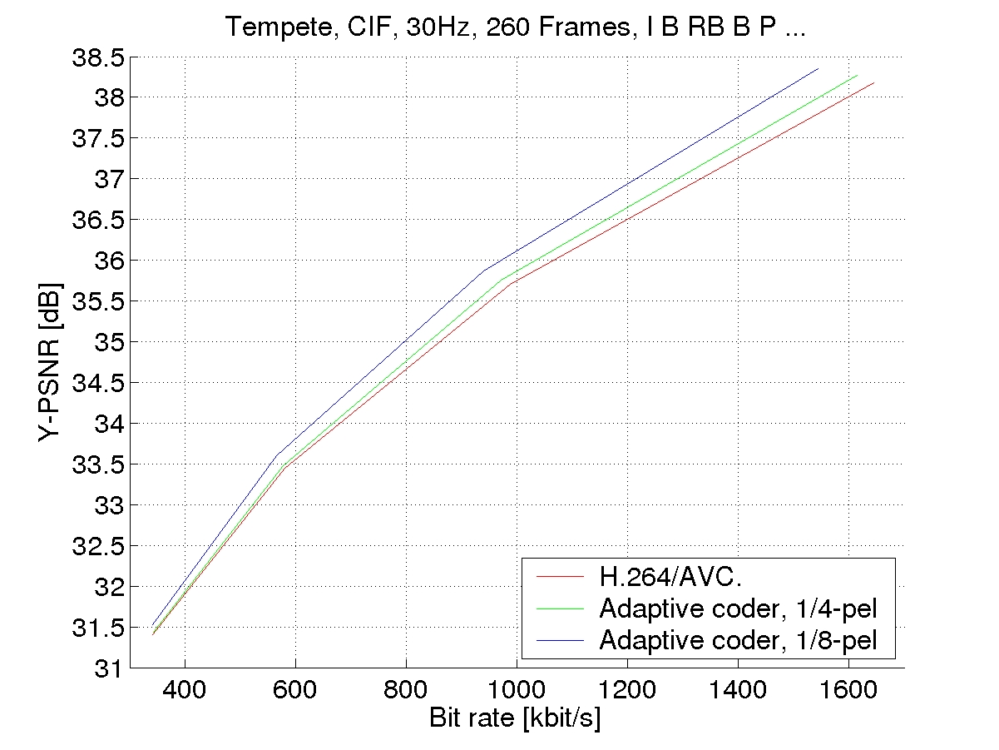 Tempete, CIF, 30Hz, 260 Frames, I B RB B P ...
38.5
38
37.5
37
36.5
36
35.5
35
34.5
34
33.5
33
32.5
32
31.5
31
Y-PSNR [dB]
H.264/AVC.
Adaptive coder, 1/4-pel
Adaptive coder, 1/8-pel
400 600 800 1000 1200 1400 1600
Bit rate [kbit/s]